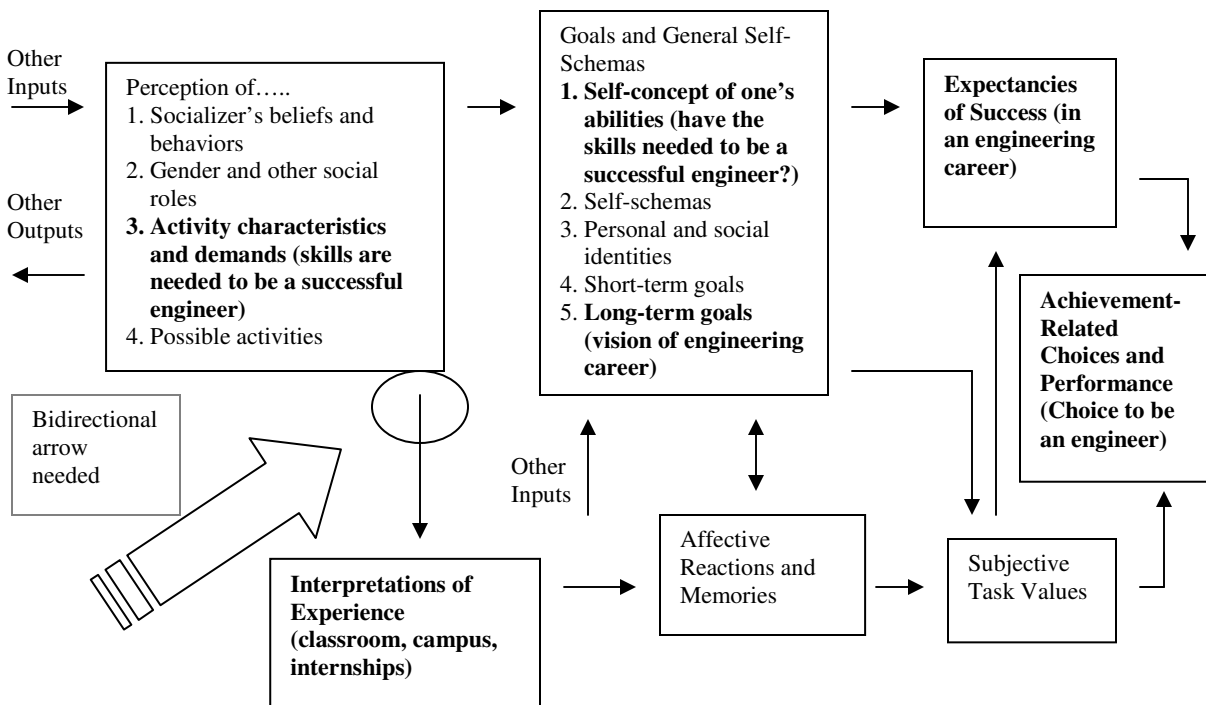 Other
Inputs
Perception of…..
1. Socializer's beliefs and
behaviors
2. Gender and other social
roles
3. Activity characteristics
and demands (skills are
needed to be a successful
engineer)
4. Possible activities
Other
Outputs
Goals and General Self-
Schemas
1. Self-concept of one's
abilities (have the
skills needed to be a
successful engineer?)
2. Self-schemas
3. Personal and social
identities
4. Short-term goals
5. Long-term goals
(vision of engineering
career)
Expectancies
of Success (in
an engineering
career)
Achievement-
Related
Choices and
Performance
(Choice to be
an engineer)
Bidirectional
arrow
needed
Other
Inputs
Interpretations of
Experience
(classroom, campus,
internships)
Affective
Reactions and
Memories
Subjective
Task Values